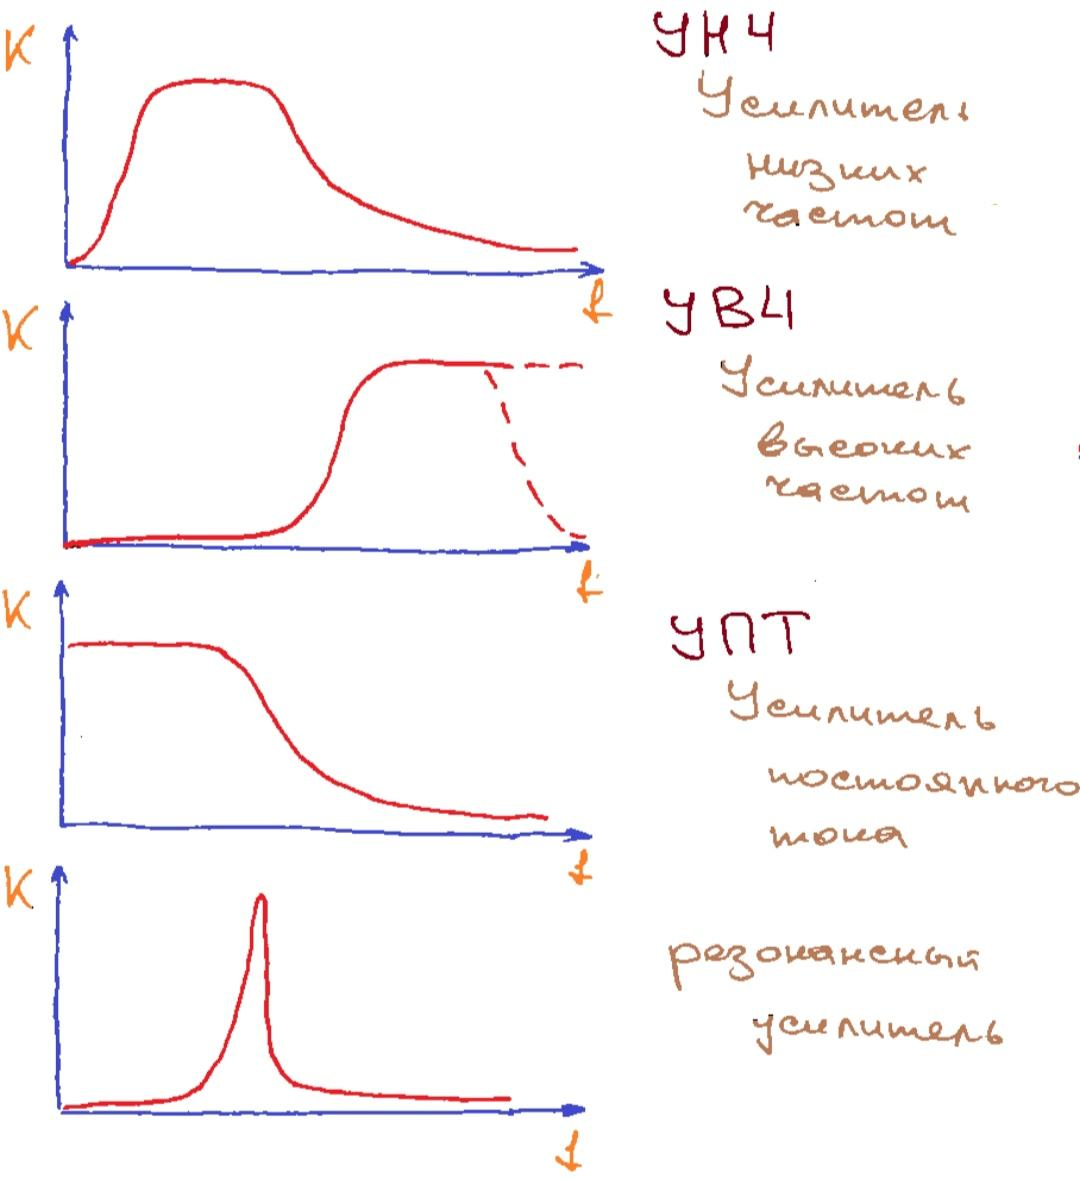 K
УНЧ
Усилитель
низких
частот
f
K
УВЧ
Усилитель
высоких
частот
f
K
УПТ
Усилитель
постоянного
тока
f
K
резонансный
усилитель
f